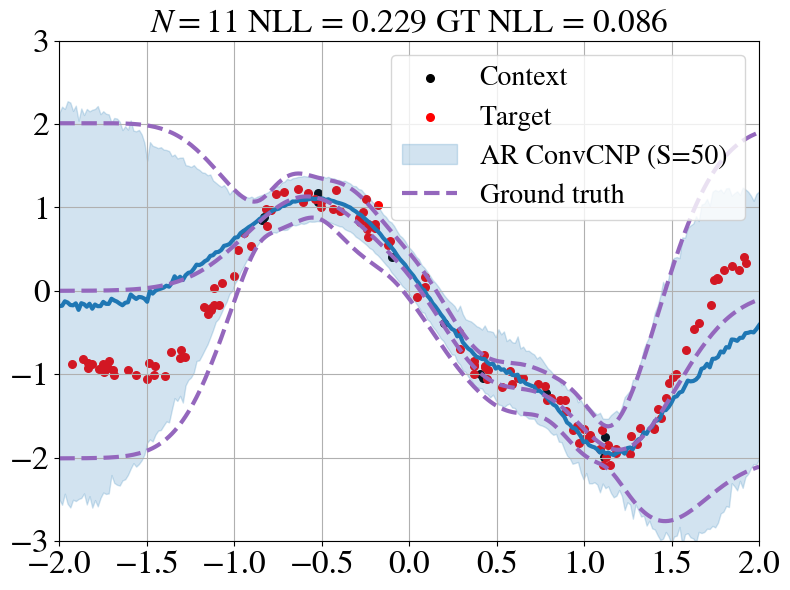 N = 11 NLL = 0.229 GT NLL = 0.086
Context
Target
AR ConvCNP (S=50)
Ground truth
3
2
1
0
−1
−2
−3
−2.0 −1.5 −1.0 −0.5 0.0 0.5 1.0 1.5 2.0